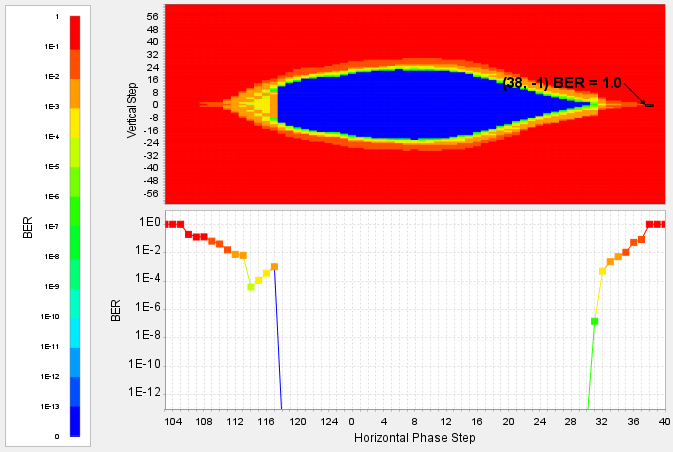 1
1E-1
1E-2
1E-3
1E-4
1E-5
1E-6
1E-7
1E-8
1E-9
1E-10
1E-11
1E-12
1E-13
0
BER
Vertical Step
56
48
40
32
24
16
8
0
-8
-16
-24
-32
-40
-48
-56
(38, -1) BER = 1.0
BER
1E0
1E-2
1E-4
1E-6
1E-8
1E-10
1E-12
104 108 112 116 120 124 0 4 8 12 16 20 24 28 32 36 40
Horizontal Phase Step